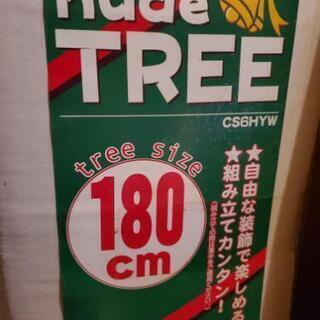 nude
TREE
CS6HYW
tree size
180
cm
★自由な装飾で楽しめる
★組み立てカンタン！